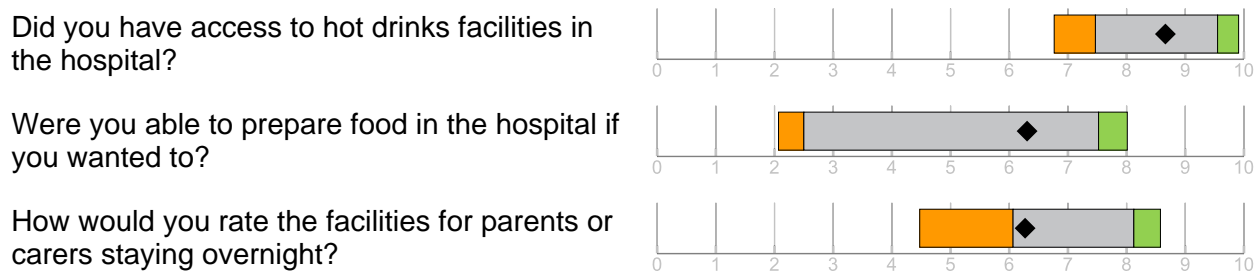 Did you have access to hot drinks facilities in
the hospital?
0 1 2 3 4 5 6 7 8 9 10
Were you able to prepare food in the hospital if
you wanted to?
0 1 2 3 4 5 6 7 8 9 10
How would you rate the facilities for parents or
carers staying overnight?
0 1 2 3 4 5 6 7 8 9 10